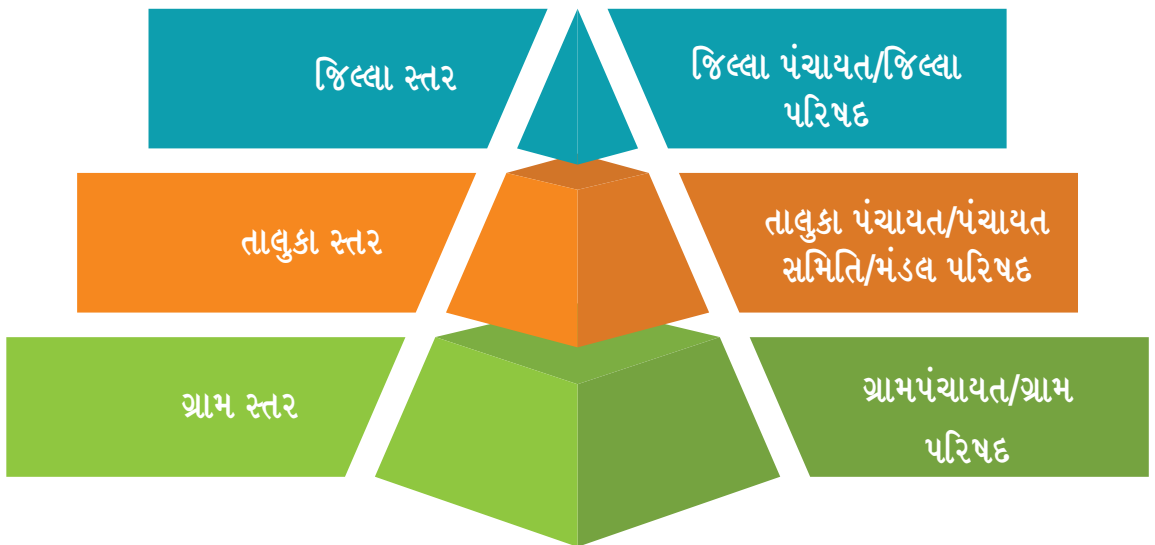 જિલ્લા સ્તર
જિલ્લા પંચાયત/જિલ્લા
પરિષદ
તાલુકા સ્તર
તાલુકા પંચાયત/પંચાયત
સમિતિ/મંડલ પરિષદ
ગ્રામ સ્તર
ગ્રામપંચાયત/ગ્રામ
પરિષદ